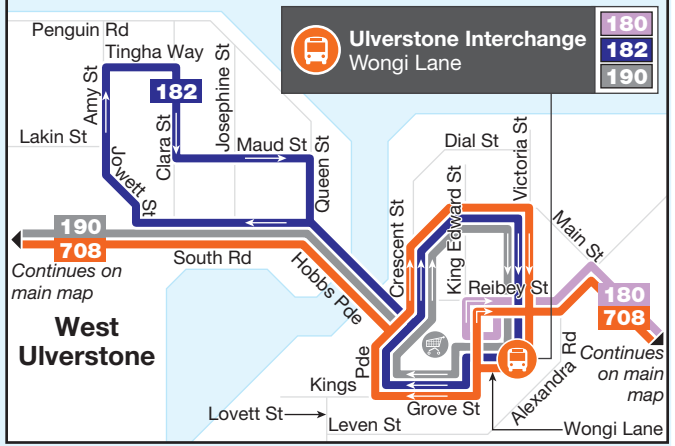 Penguin Rd
Tingha Way
Amy St
182
Clara St
Josephine St
Lakin St
Maud St
Queen St
Jowett St
Ulverstone Interchange
Wongi Lane
180
182
190
190
708
Continues on
main map
South Rd
Hobbs Pde
West
Ulverstone
Dial St
Crescent St
King Edward St
Victoria St
Main St
Reibey St
180
708
Continues
on main
map
Kings Pde
Grove St
Alexandra Rd
Lovett St
Leven St
Wongi Lane